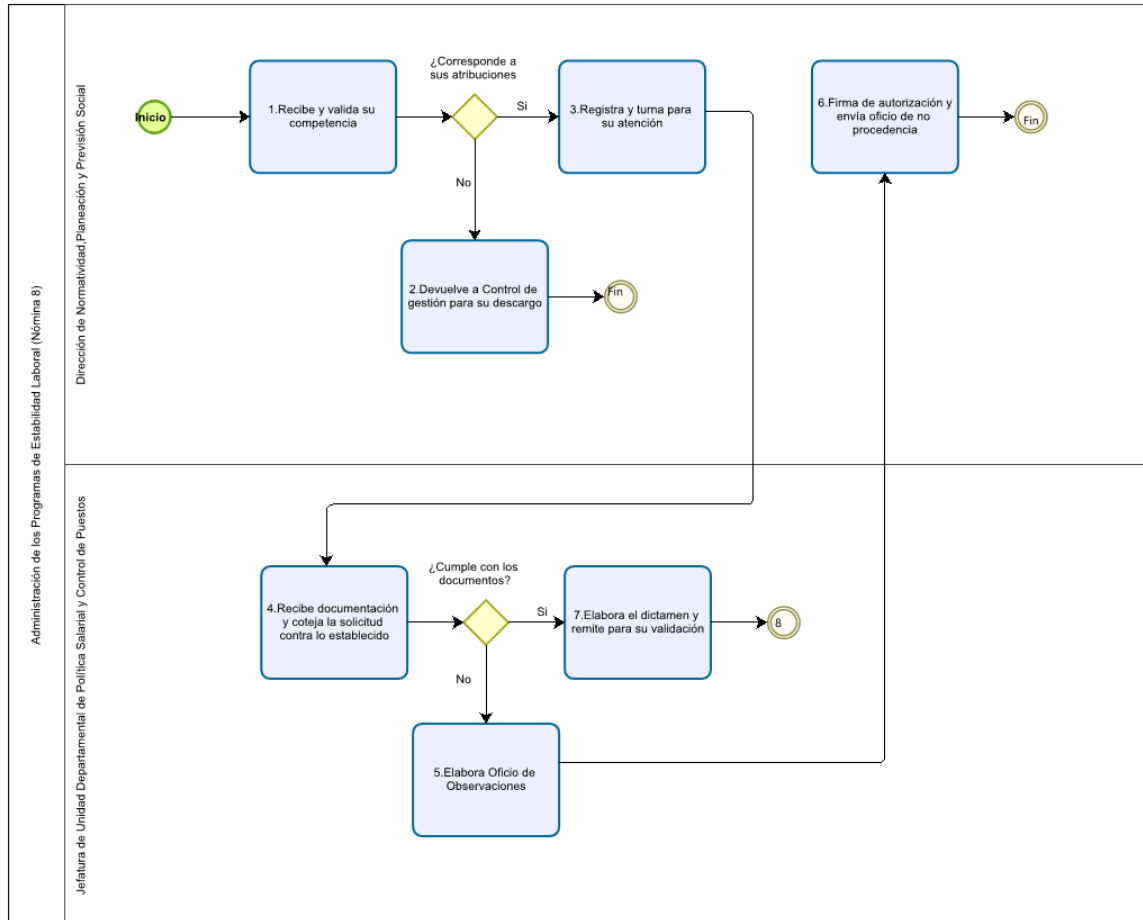 Administración de los Programas de Estabilidad Laboral (Nómina 8)
Dirección de Normatividad,Planeación y Previsión Social
Inicio
1.Recibe y valida su
competencia
¿Corresponde a
sus atribuciones
Si
No
3.Registra y turna para
su atención
6.Firma de autorización y
envía oficio de no
procedencia
Fin
2.Devuelve a Control de
gestión para su descargo
Fin
Jefatura de Unidad Departamental de Política Salarial y Control de Puestos
4.Recibe documentación
y coteja la solicitud
contra lo establecido
¿Cumple con los
documentos?
Si
No
7.Elabora el dictamen y
remite para su validación
8
5.Elabora Oficio de
Observaciones